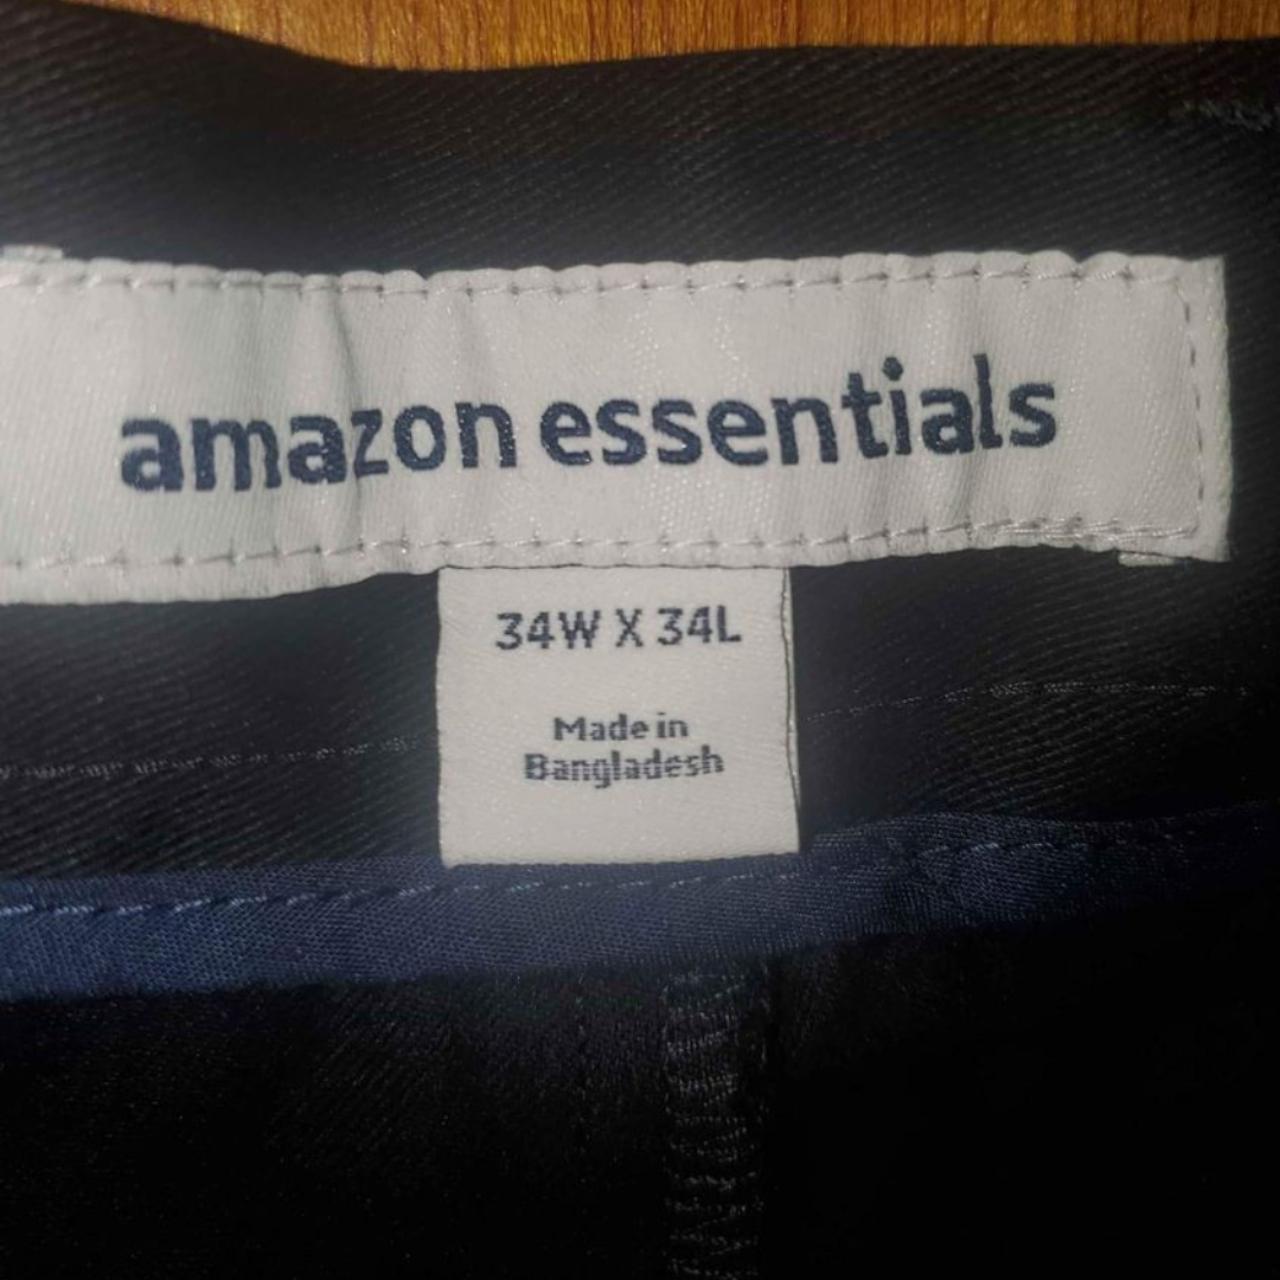 amazon essentials
34W X 34L
Made in
Bangladesh